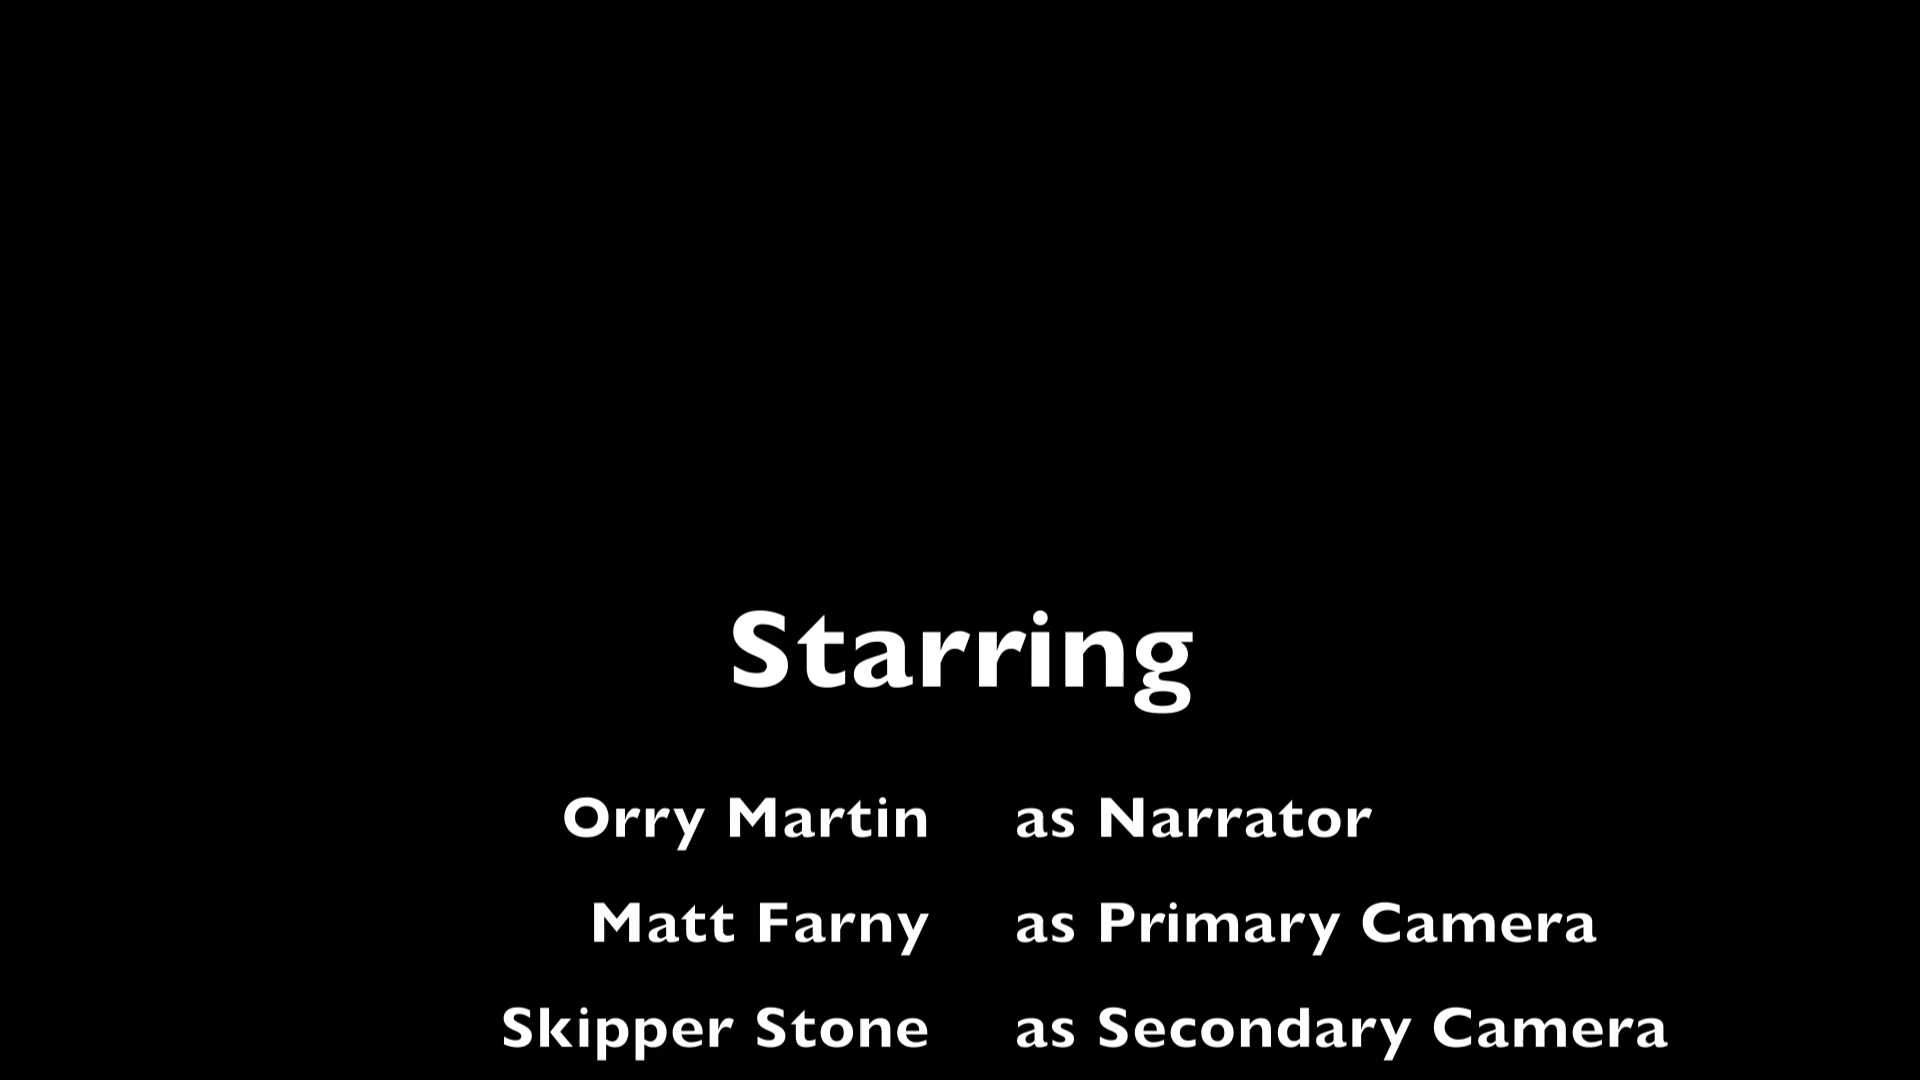 Starring
Orry Martin as Narrator
Matt Farny as Primary Camera
Skipper Stone as Secondary Camera